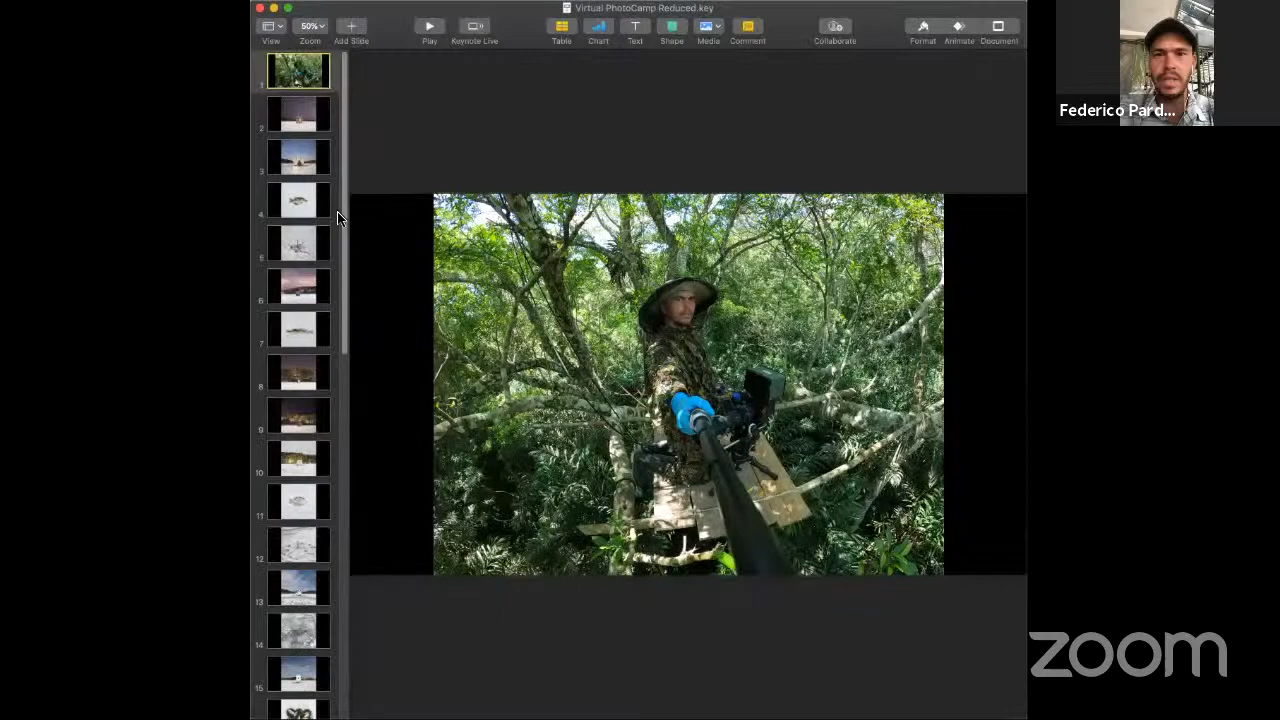 Virtual PhotoCamp Reduced.key
50%
View
Zoom
Add Slide
Play
Keynote Live
Table
Chart
Text
Shape
Media
Comment
Collaborate
Format
Animate
Document
Federico Pard...
1
2
3
4
5
6
7
8
9
10
11
12
13
14
15
zoom